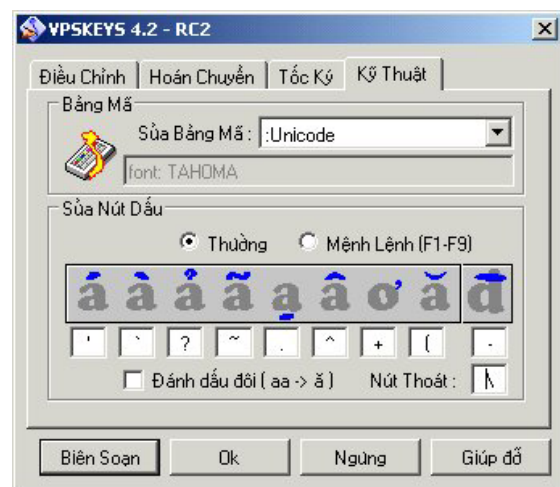 VPSKEYS 4.2 - RC2
Điều Chỉnh Hoán Chuyển Tốc Ký Kỹ Thuật
Bảng Mã
Sửa Bảng Mã : :Unicode
font: TAHOMA
Sửa Nút Dấu
Thường Mệnh Lệnh (F1-F9)
á à ả ã ạ â ơ ă đ
' ` ? ~ . ^ + ( -
Đánh dấu đôi ( aa -> ă ) Nút Thoát : \
Biên Soạn Ok Ngưng Giúp đỡ